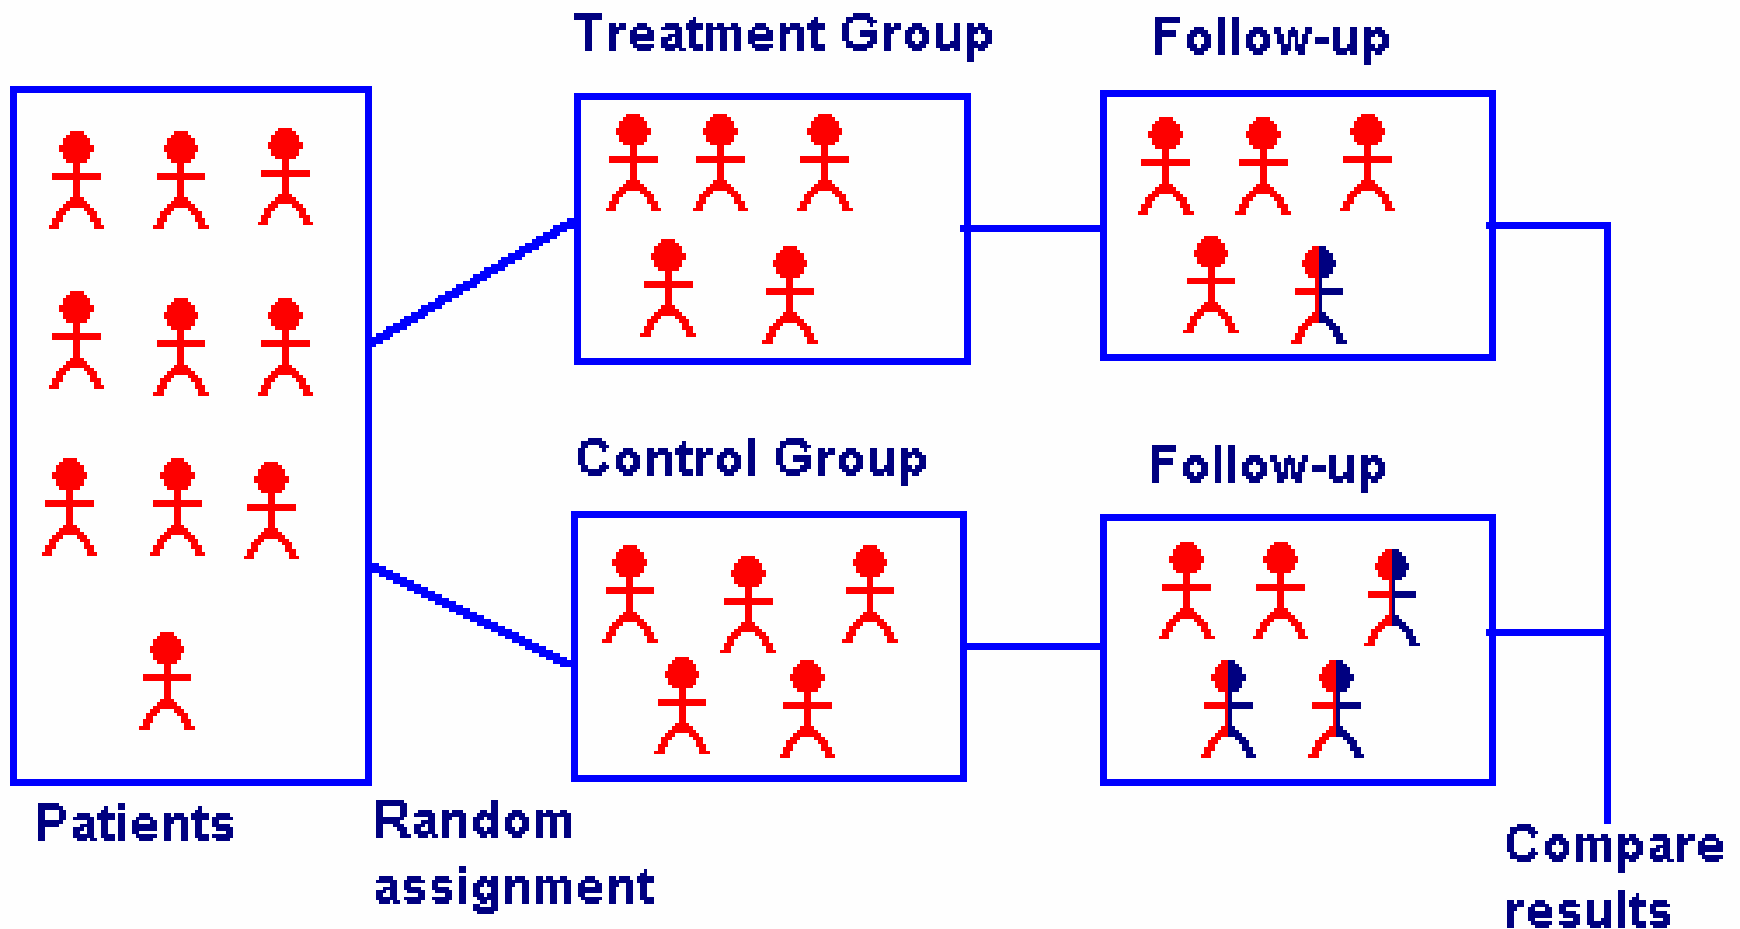 Treatment Group
Follow-up
Control Group
Follow-up
Patients
Random
assignment
Compare
results